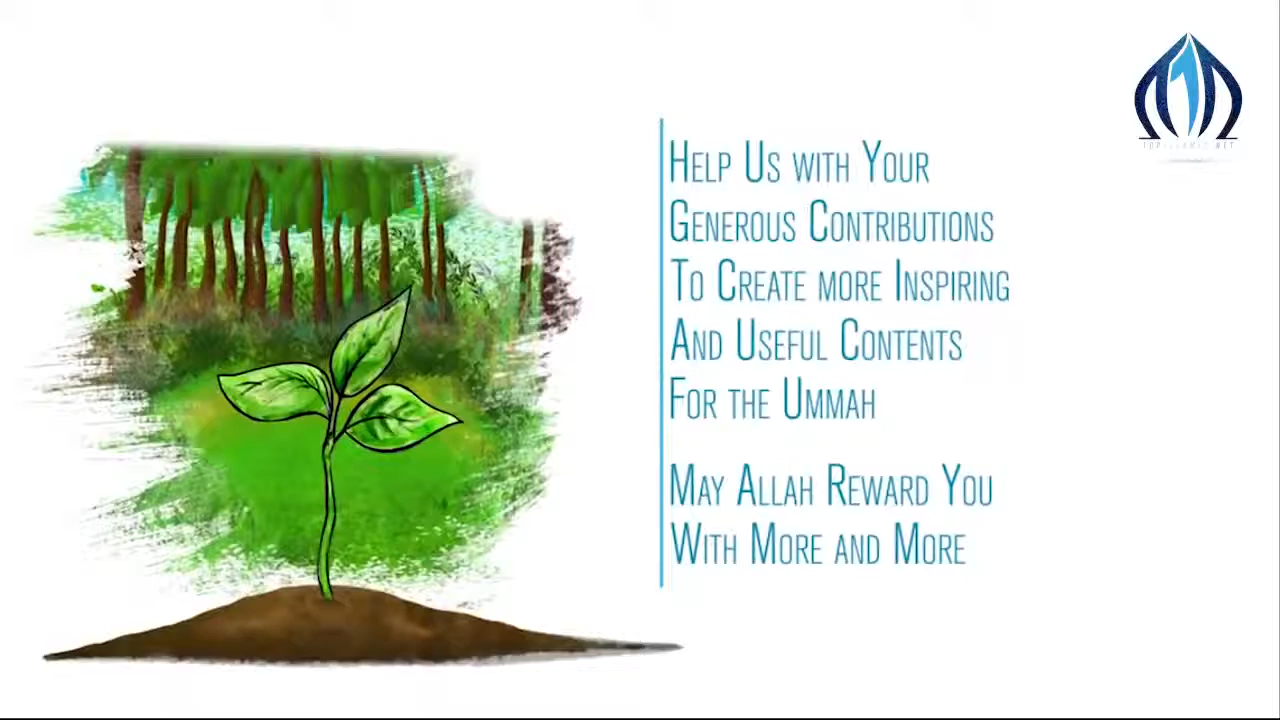 Help Us with Your
Generous Contributions
To Create more Inspiring
And Useful Contents
For the Ummah
May Allah Reward You
With More and More